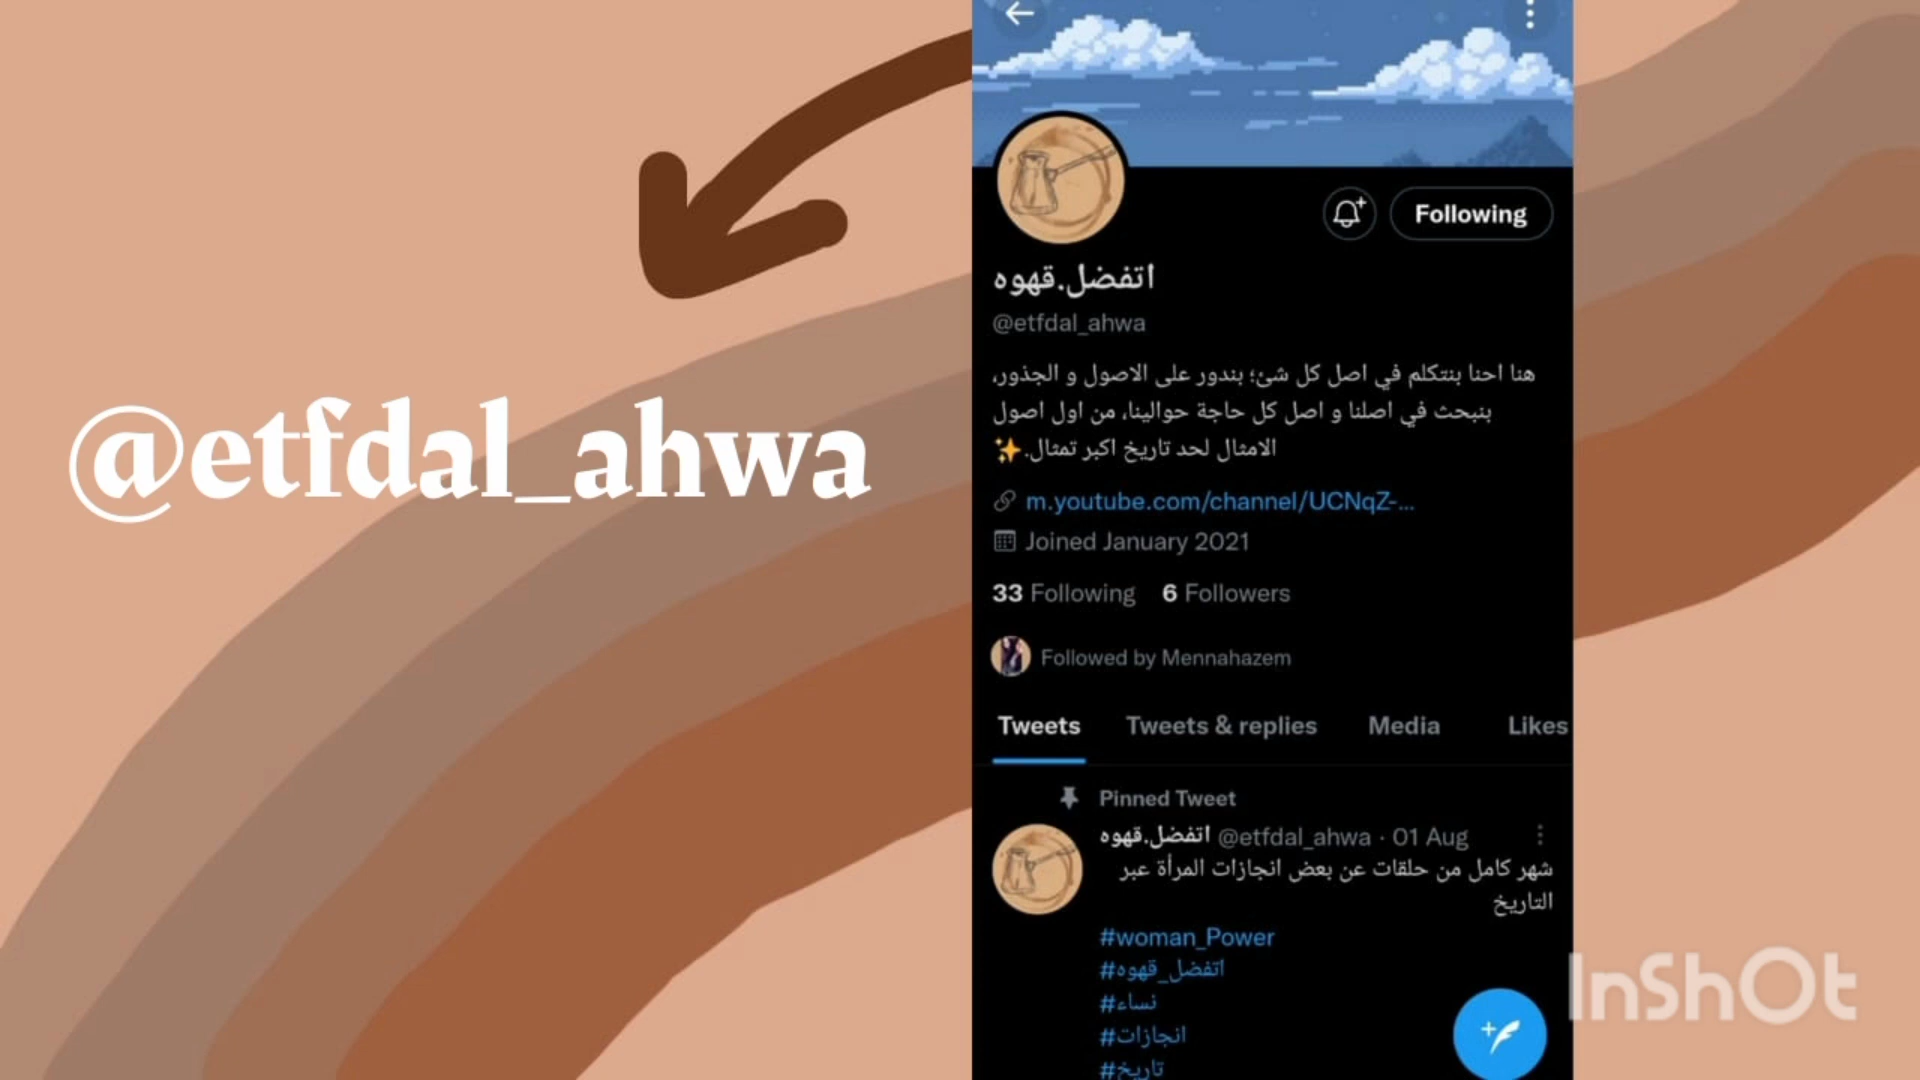 @etfdal_ahwa
Following
اتفضل.قهوه
@etfdal_ahwa
هنا احنا بنتكلم في اصل كل شئ؛ بندور على الاصول و الجذور،
بنبحث في اصلنا و اصل كل حاجة حوالينا، من اول اصول
الامثال لحد تاريخ اكبر تمثال.✨
m.youtube.com/channel/UCNqZ-...
Joined January 2021
33 Following 6 Followers
Followed by Mennahazem
Tweets Tweets & replies Media Likes
Pinned Tweet
اتفضل.قهوه @etfdal_ahwa · 01 Aug
شهر كامل من حلقات عن بعض انجازات المرأة عبر
التاريخ
#woman_Power
#اتفضل_قهوه
#نساء
#انجازات
#تاريخ
InShOt